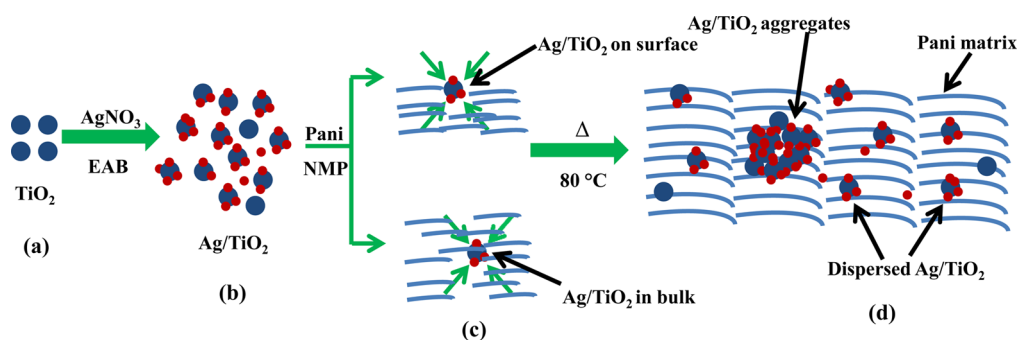 TiO2
(a)
AgNO3
EAB
Ag/TiO2
(b)
Pani
NMP
Ag/TiO2 on surface
Ag/TiO2 in bulk
(c)
Δ
80 °C
Ag/TiO2 aggregates
Pani matrix
Dispersed Ag/TiO2
(d)